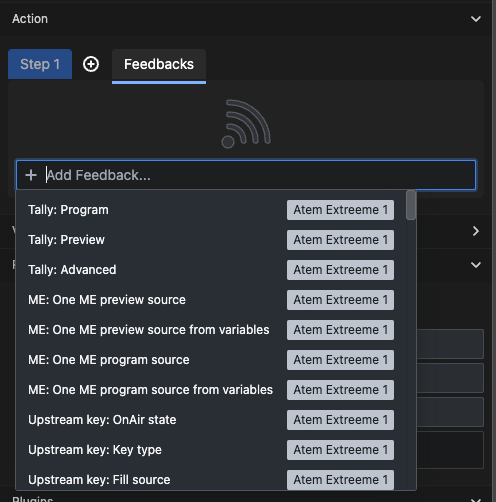 Action
Step 1
Feedbacks
Add Feedback...
Tally: Program Atem Extreeme 1
Tally: Preview Atem Extreeme 1
Tally: Advanced Atem Extreeme 1
ME: One ME preview source Atem Extreeme 1
ME: One ME preview source from variables Atem Extreeme 1
ME: One ME program source Atem Extreeme 1
ME: One ME program source from variables Atem Extreeme 1
Upstream key: OnAir state Atem Extreeme 1
Upstream key: Key type Atem Extreeme 1
Upstream key: Fill source Atem Extreeme 1
Plugins